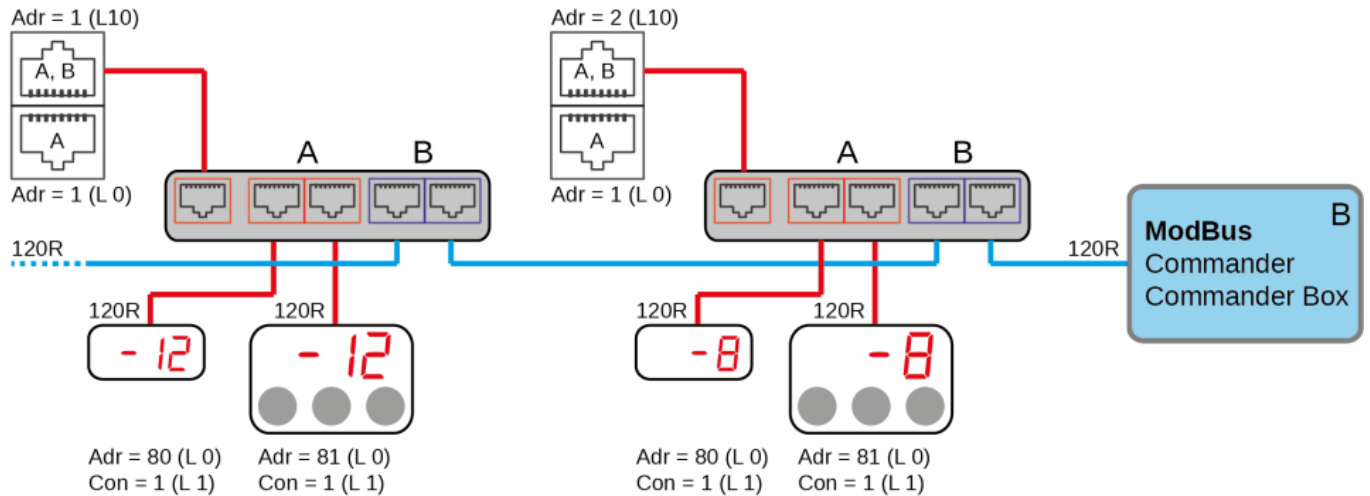 Adr = 1 (L10)
A, B
A
Adr = 1 (L 0)
A
B
120R
120R
120R
-12
-12
Adr = 80 (L 0)
Con = 1 (L 1)
Adr = 81 (L 0)
Con = 1 (L 1)
Adr = 2 (L10)
A, B
A
Adr = 1 (L 0)
A
B
120R
120R
120R
-8
-8
Adr = 80 (L 0)
Con = 1 (L 1)
Adr = 81 (L 0)
Con = 1 (L 1)
B
ModBus
Commander
Commander Box